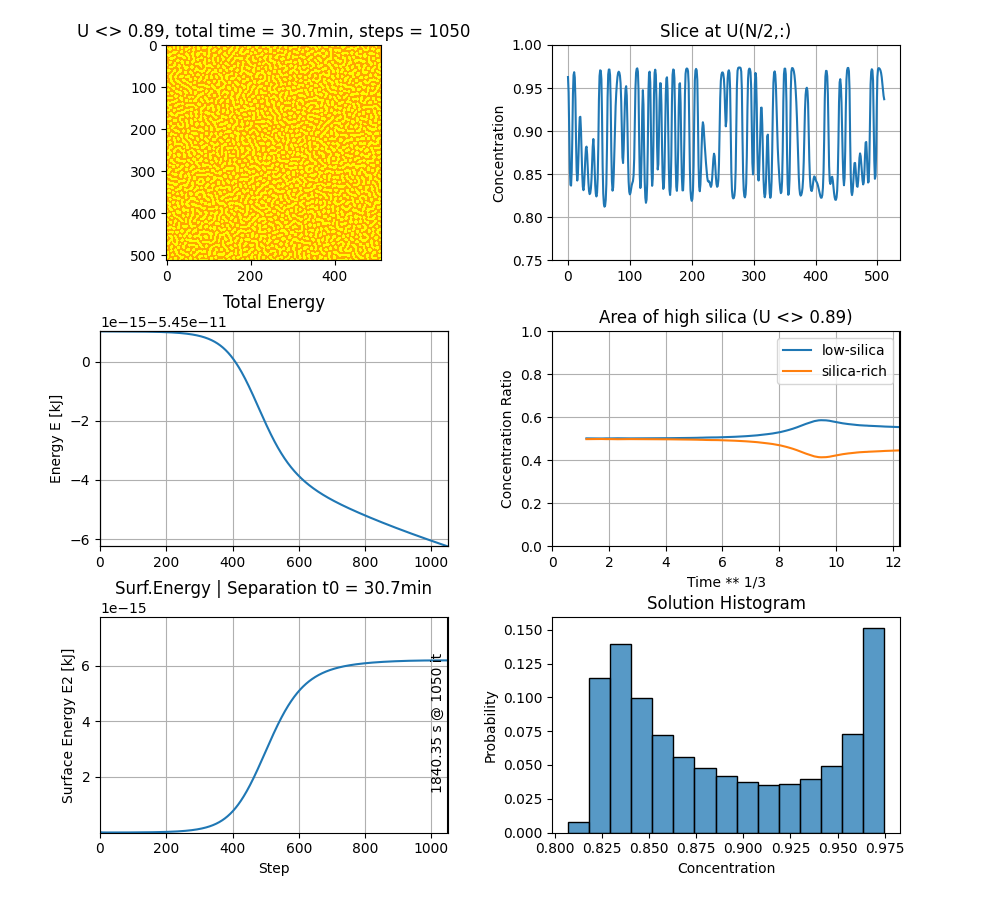 U <> 0.89, total time = 30.7min, steps = 1050
0
100
200
300
400
500
0 200 400
Slice at U(N/2,:)
Concentration
1.00
0.95
0.90
0.85
0.80
0.75
0 100 200 300 400 500
Total Energy
1e−15−5.45e−11
Energy E [kJ]
0
−2
−4
−6
0 200 400 600 800 1000
Area of high silica (U <> 0.89)
Concentration Ratio
1.0
0.8
0.6
0.4
0.2
0.0
low-silica
silica-rich
0 2 4 6 8 10 12
Time ** 1/3
Surf.Energy | Separation t0 = 30.7min
1e−15
Surface Energy E2 [kJ]
6
4
2
1840.35 s @ 1050 it
0 200 400 600 800 1000
Step
Solution Histogram
Probability
0.150
0.125
0.100
0.075
0.050
0.025
0.000
0.800 0.825 0.850 0.875 0.900 0.925 0.950 0.975
Concentration